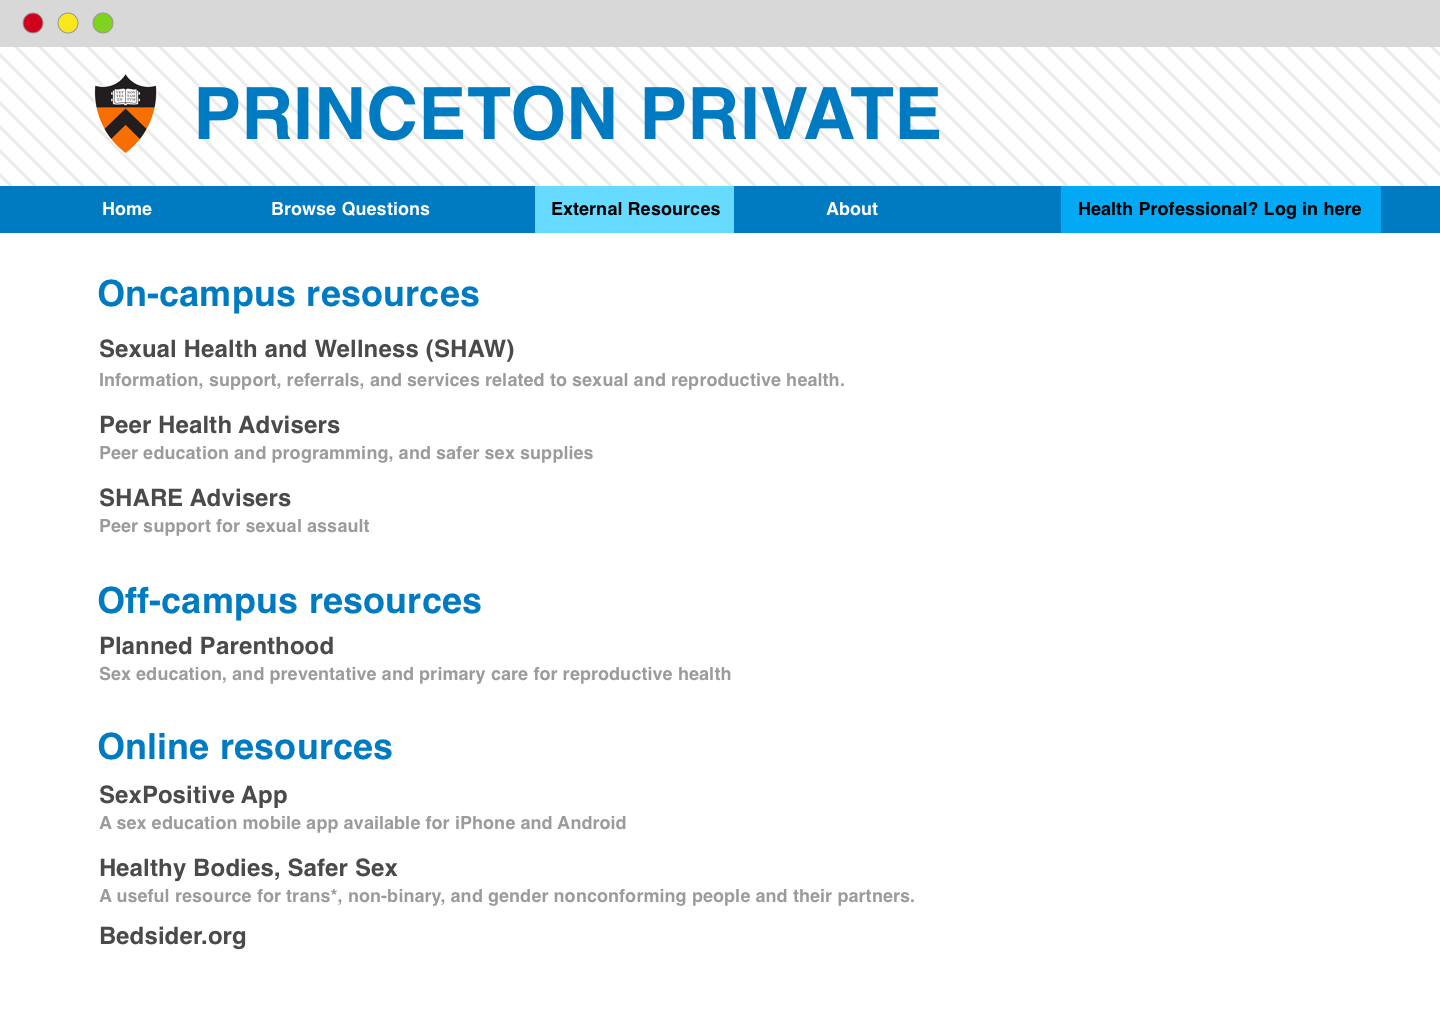 PRINCETON PRIVATE
Home Browse Questions External Resources About Health Professional? Log in here
On-campus resources
Sexual Health and Wellness (SHAW)
Information, support, referrals, and services related to sexual and reproductive health.
Peer Health Advisers
Peer education and programming, and safer sex supplies
SHARE Advisers
Peer support for sexual assault
Off-campus resources
Planned Parenthood
Sex education, and preventative and primary care for reproductive health
Online resources
SexPositive App
A sex education mobile app available for iPhone and Android
Healthy Bodies, Safer Sex
A useful resource for trans*, non-binary, and gender nonconforming people and their partners.
Bedsider.org